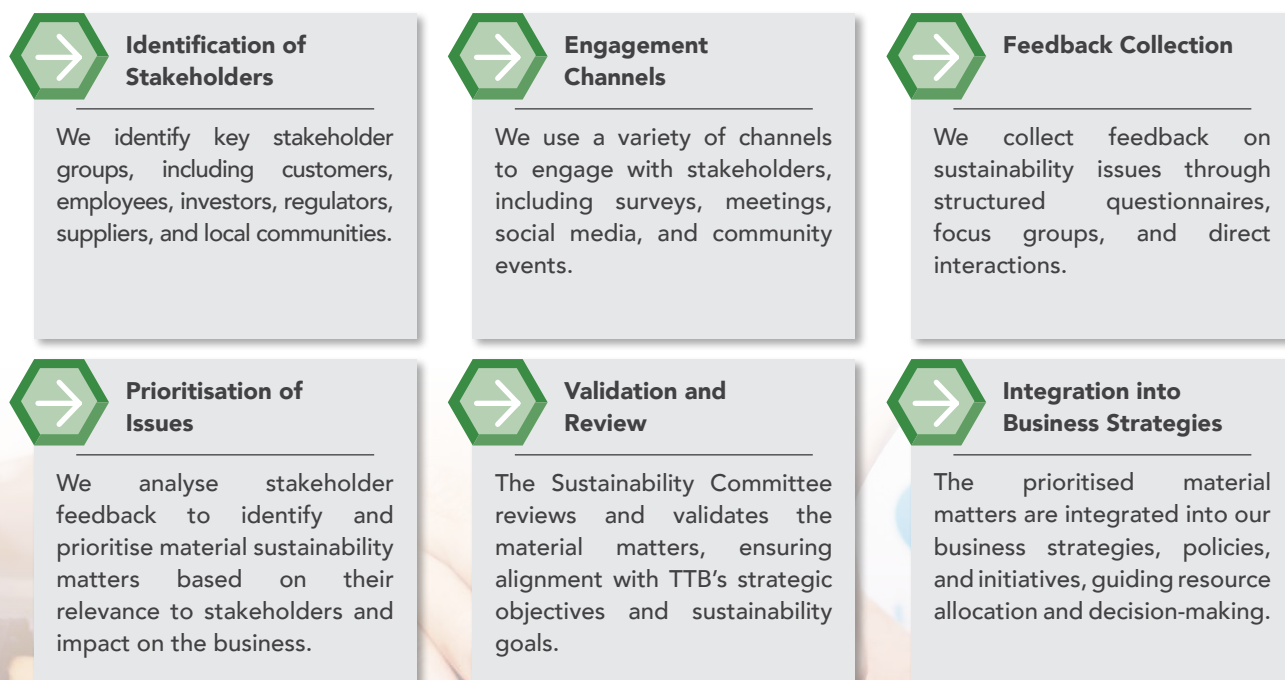 Identification of
Stakeholders
We identify key stakeholder
groups, including customers,
employees, investors, regulators,
suppliers, and local communities.
Engagement
Channels
We use a variety of channels
to engage with stakeholders,
including surveys, meetings,
social media, and community
events.
Feedback Collection
We collect feedback on
sustainability issues through
structured questionnaires,
focus groups, and direct
interactions.
Prioritisation of
Issues
We analyse stakeholder
feedback to identify and
prioritise material sustainability
matters based on their
relevance to stakeholders and
impact on the business.
Validation and
Review
The Sustainability Committee
reviews and validates the
material matters, ensuring
alignment with TTB’s strategic
objectives and sustainability
goals.
Integration into
Business Strategies
The prioritised material
matters are integrated into our
business strategies, policies,
and initiatives, guiding resource
allocation and decision-making.